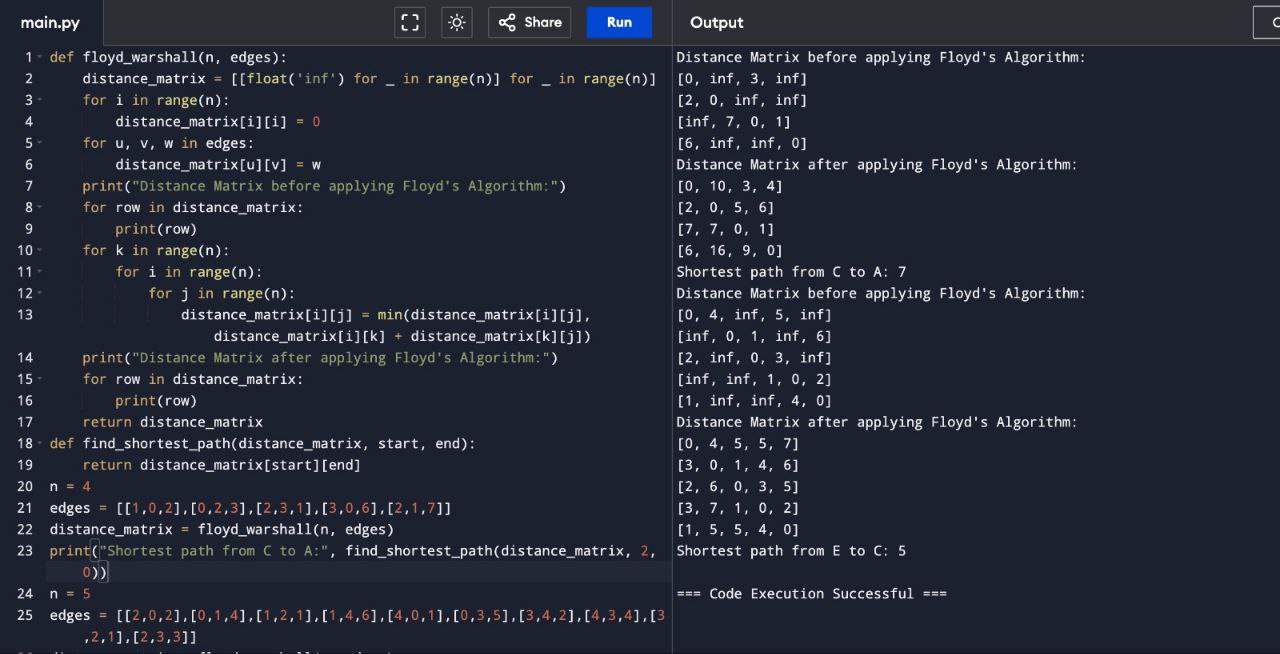 main.py
Share
Run
Output
1 def floyd_warshall(n, edges):
2 distance_matrix = [[float('inf') for _ in range(n)] for _ in range(n)]
3 for i in range(n):
4 distance_matrix[i][i] = 0
5 for u, v, w in edges:
6 distance_matrix[u][v] = w
7 print("Distance Matrix before applying Floyd's Algorithm:")
8 for row in distance_matrix:
9 print(row)
10 for k in range(n):
11 for i in range(n):
12 for j in range(n):
13 distance_matrix[i][j] = min(distance_matrix[i][j],
distance_matrix[i][k] + distance_matrix[k][j])
14 print("Distance Matrix after applying Floyd's Algorithm:")
15 for row in distance_matrix:
16 print(row)
17 return distance_matrix
18 def find_shortest_path(distance_matrix, start, end):
19 return distance_matrix[start][end]
20 n = 4
21 edges = [[1,0,2],[0,2,3],[2,3,1],[3,0,6],[2,1,7]]
22 distance_matrix = floyd_warshall(n, edges)
23 print("Shortest path from C to A:", find_shortest_path(distance_matrix, 2,
0))
24 n = 5
25 edges = [[2,0,2],[0,1,4],[1,2,1],[1,4,6],[4,0,1],[0,3,5],[3,4,2],[4,3,4],[3
,2,1],[2,3,3]]
Distance Matrix before applying Floyd's Algorithm:
[0, inf, 3, inf]
[2, 0, inf, inf]
[inf, 7, 0, 1]
[6, inf, inf, 0]
Distance Matrix after applying Floyd's Algorithm:
[0, 10, 3, 4]
[2, 0, 5, 6]
[7, 7, 0, 1]
[6, 16, 9, 0]
Shortest path from C to A: 7
Distance Matrix before applying Floyd's Algorithm:
[0, 4, inf, 5, inf]
[inf, 0, 1, inf, 6]
[2, inf, 0, 3, inf]
[inf, inf, 1, 0, 2]
[1, inf, inf, 4, 0]
Distance Matrix after applying Floyd's Algorithm:
[0, 4, 5, 5, 7]
[3, 0, 1, 4, 6]
[2, 6, 0, 3, 5]
[3, 7, 1, 0, 2]
[1, 5, 5, 4, 0]
Shortest path from E to C: 5
=== Code Execution Successful ===